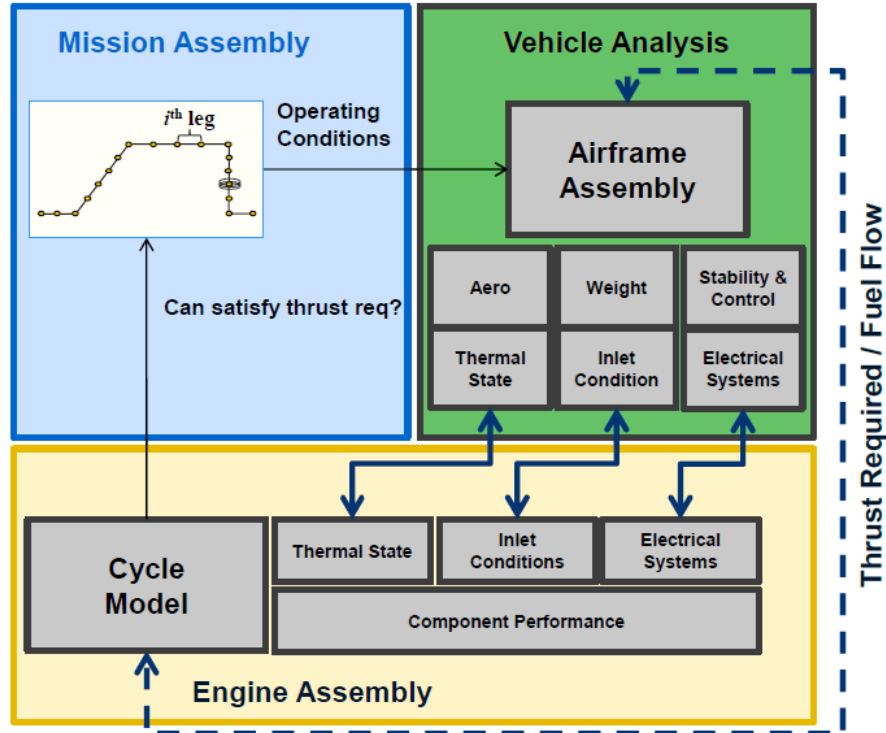 Mission Assembly
Vehicle Analysis
iᵗʰ leg
Operating
Conditions
Airframe
Assembly
Aero
Weight
Stability &
Control
Can satisfy thrust req?
Thermal
State
Inlet
Condition
Electrical
Systems
Thrust Required / Fuel Flow
Cycle
Model
Thermal State
Inlet
Conditions
Electrical
Systems
Component Performance
Engine Assembly